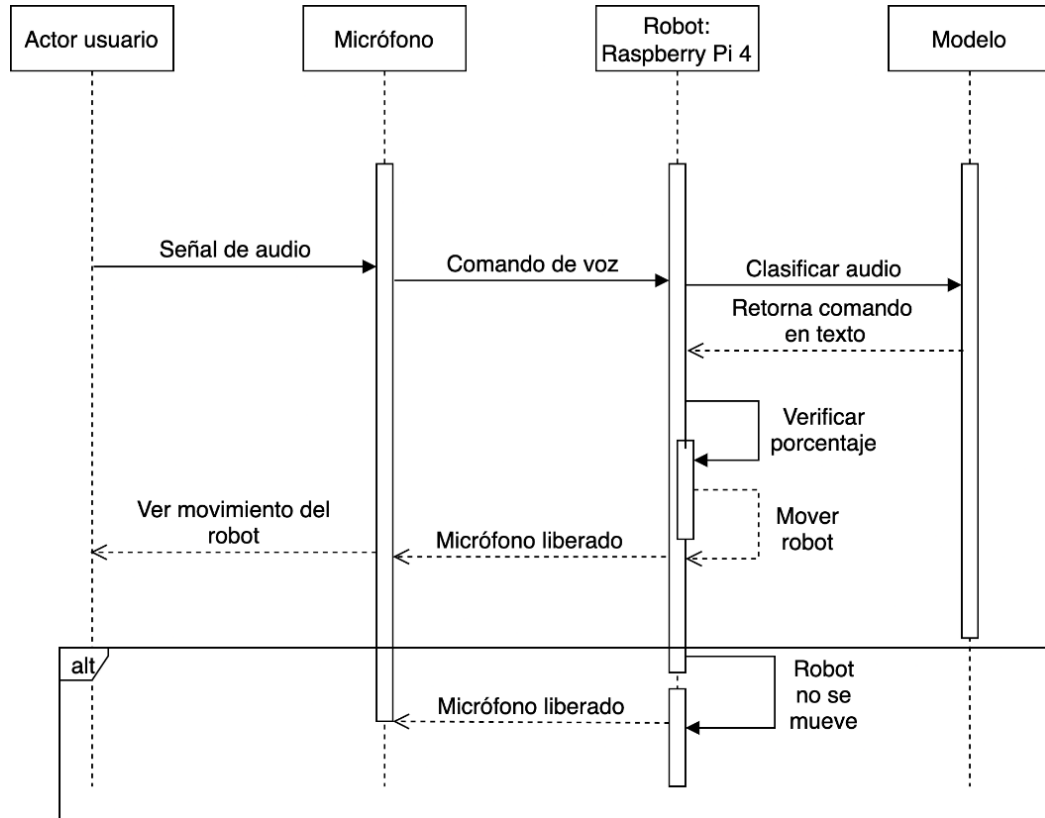 Actor usuario
Micrófono
Robot:
Raspberry Pi 4
Modelo
Señal de audio
Comando de voz
Clasificar audio
Retorna comando
en texto
Verificar
porcentaje
Ver movimiento del
robot
Micrófono liberado
Mover
robot
alt
Robot
no se
mueve
Micrófono liberado